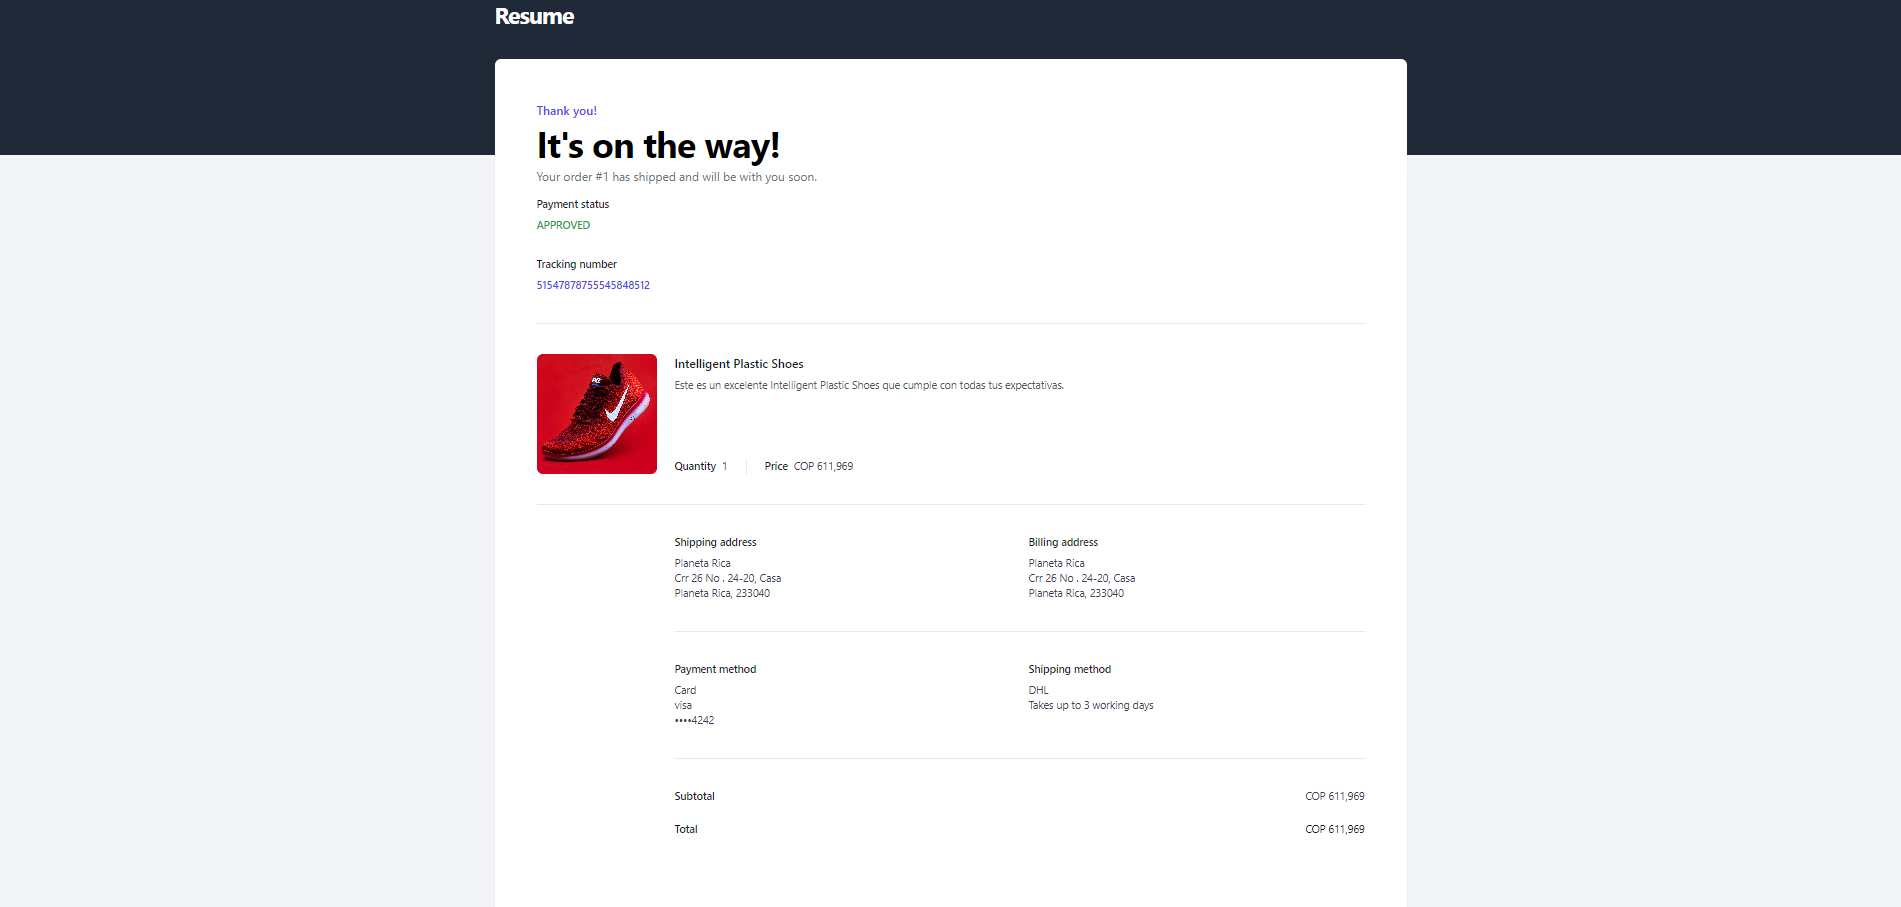 Resume
Thank you!
It's on the way!
Your order #1 has shipped and will be with you soon.
Payment status
APPROVED
Tracking number
51547878755545848512
Intelligent Plastic Shoes
Este es un excelente Intelligent Plastic Shoes que cumple con todas tus expectativas.
Quantity 1 Price COP 611,969
Shipping address
Planeta Rica
Crr 26 No . 24-20, Casa
Planeta Rica, 233040
Billing address
Planeta Rica
Crr 26 No . 24-20, Casa
Planeta Rica, 233040
Payment method
Card
visa
••••4242
Shipping method
DHL
Takes up to 3 working days
Subtotal COP 611,969
Total COP 611,969